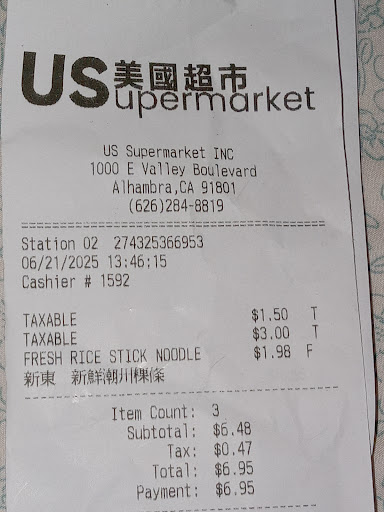 US 美國超市 upermarket
US Supermarket INC
1000 E Valley Boulevard
Alhambra,CA 91801
(626)284-8819
Station 02 274325366953
06/21/2025 13:46:15
Cashier # 1592
TAXABLE $1.50 T
TAXABLE $3.00 T
FRESH RICE STICK NOODLE $1.98 F
新東 新鮮潮川粿條
Item Count: 3
Subtotal: $6.48
Tax: $0.47
Total: $6.95
Payment: $6.95